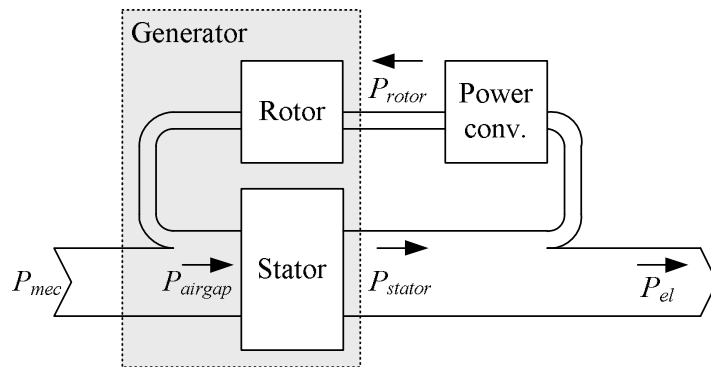 Generator
Rotor
P_rotor
Power
conv.
P_mec
P_airgap
Stator
P_stator
P_el